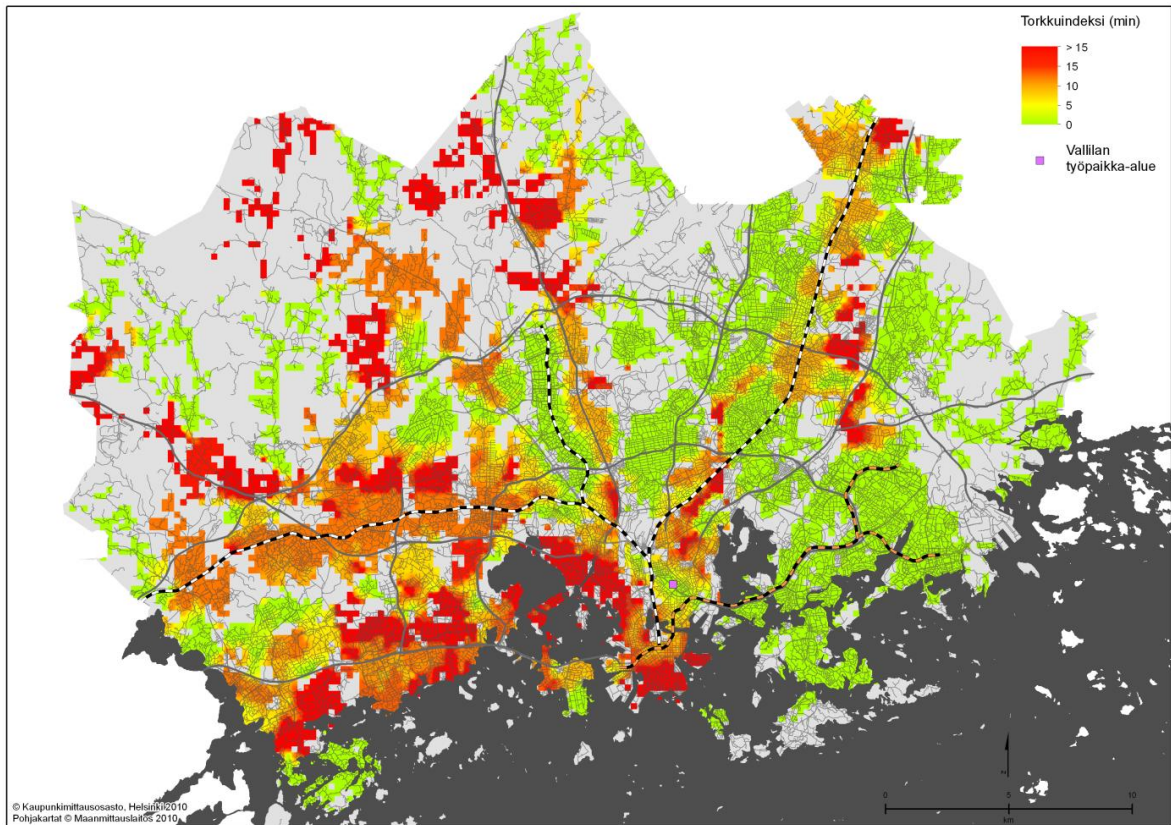 Torkkuindeksi (min)
> 15
15
10
5
0
Vallilan
työpaikka-alue
N
0
5
10
km
© Kaupunkimittausosasto, Helsinki 2010
Pohjakartat © Maanmittauslaitos 2010